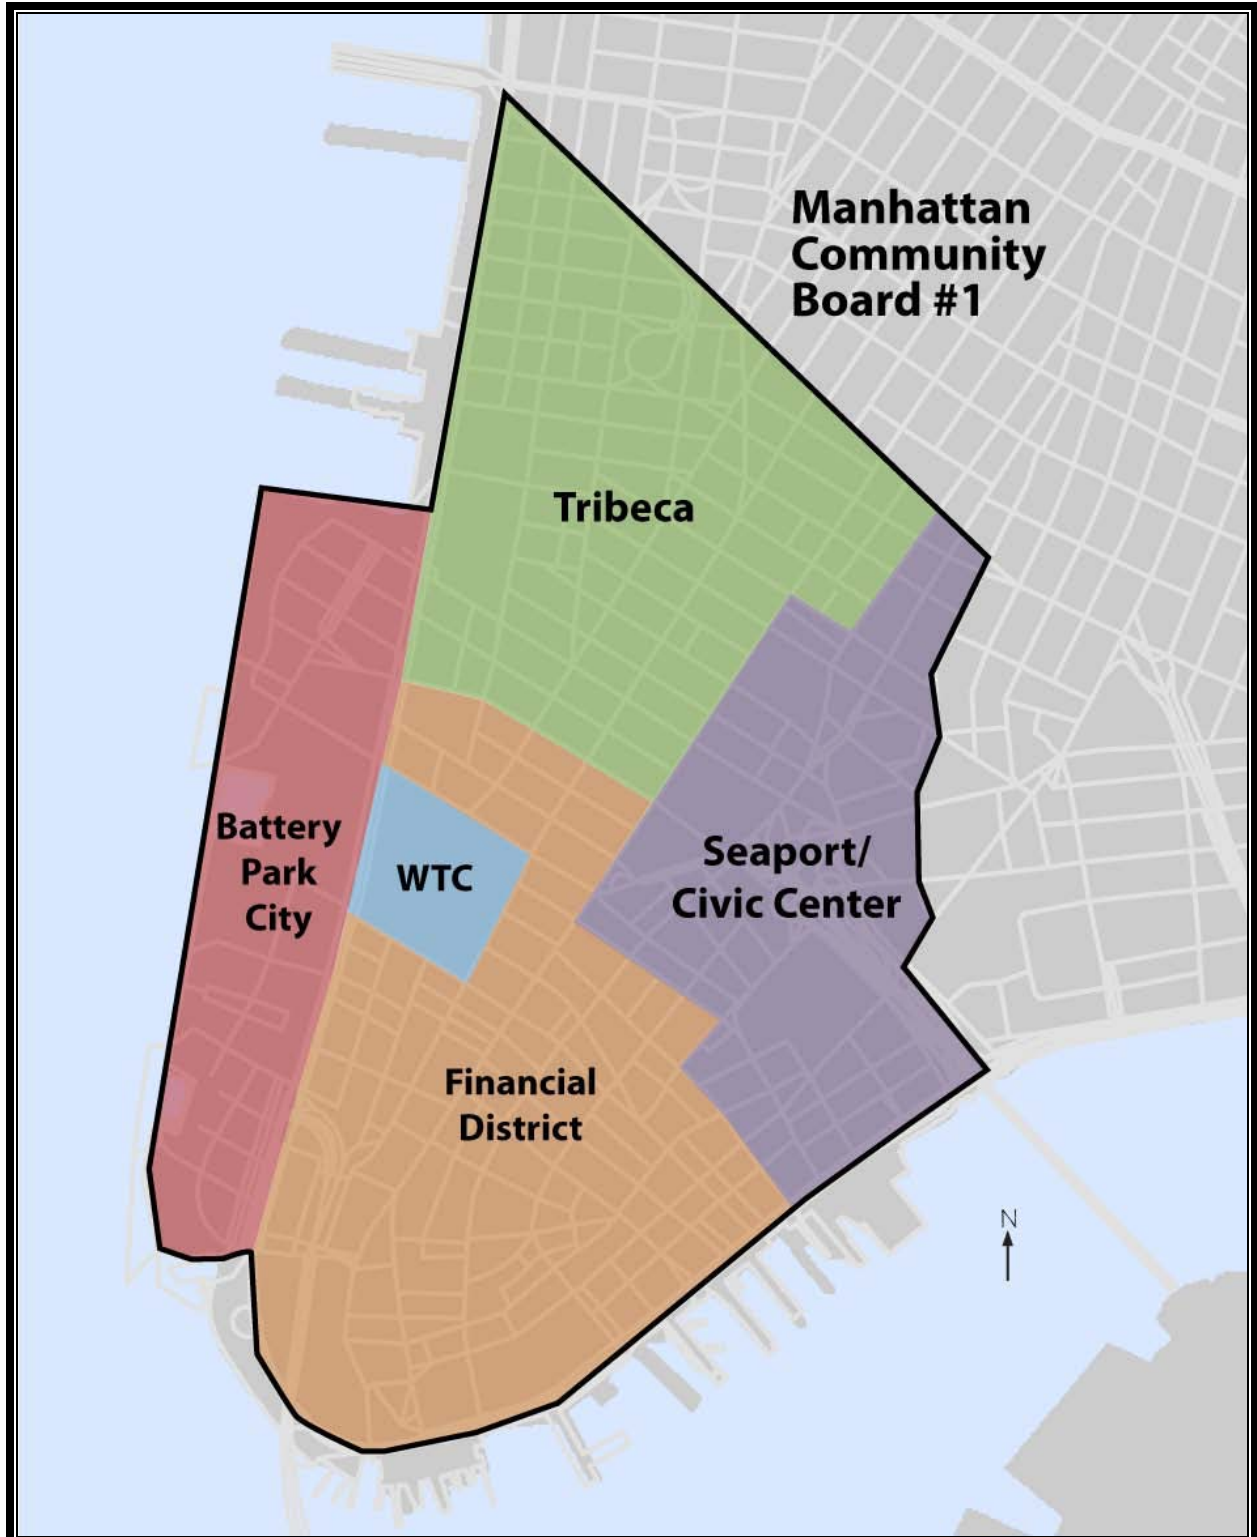 Manhattan
Community
Board #1
Tribeca
Battery
Park
City
WTC
Seaport/
Civic Center
Financial
District
N